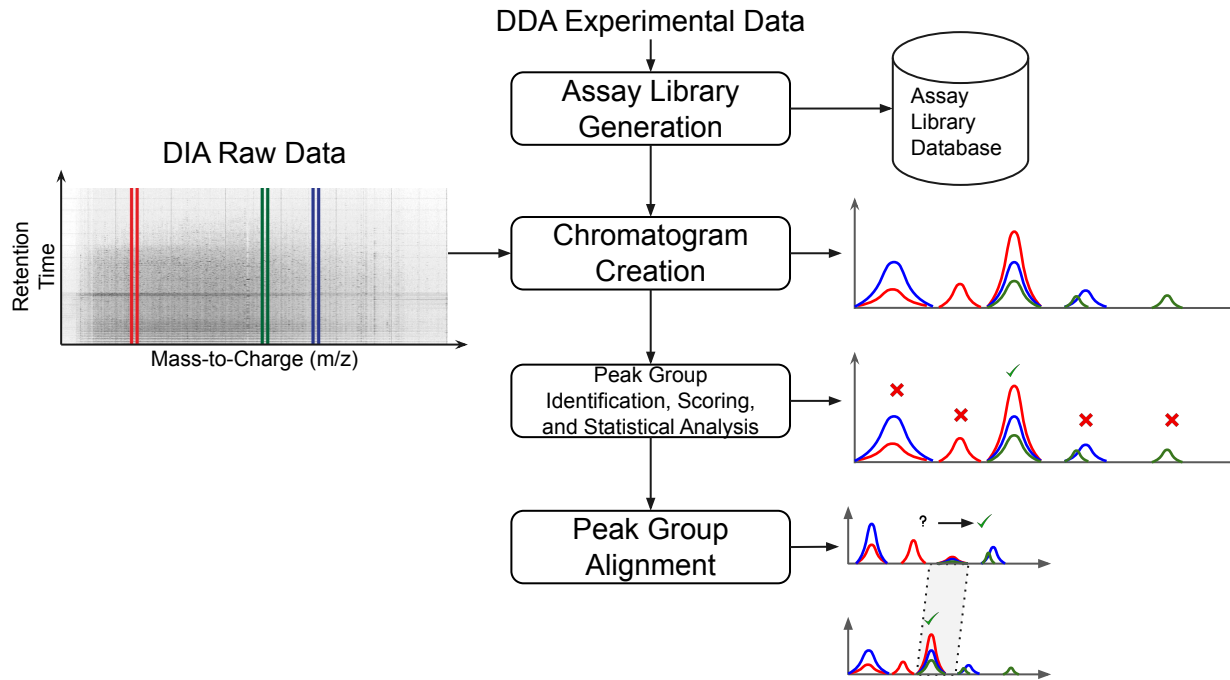 DDA Experimental Data
Assay Library
Generation
Assay
Library
Database
DIA Raw Data
Retention
Time
Mass-to-Charge (m/z)
Chromatogram
Creation
Peak Group
Identification, Scoring,
and Statistical Analysis
Peak Group
Alignment
?